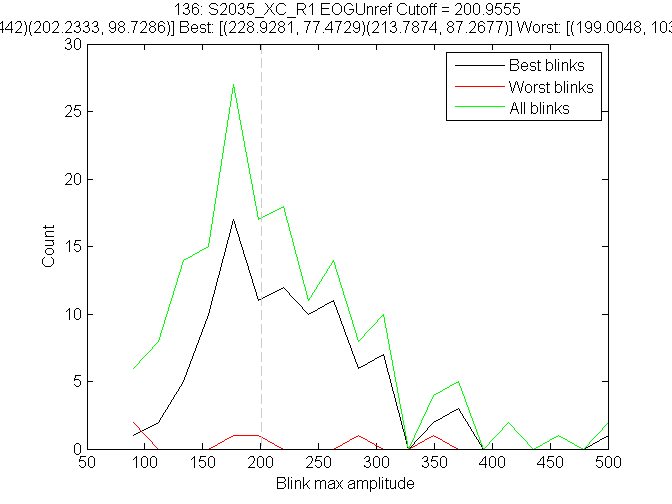 136: S2035_XC_R1 EOGUnref Cutoff = 200.9555
442)(202.2333, 98.7286)] Best: [(228.9281, 77.4729)(213.7874, 87.2677)] Worst: [(199.0048, 103
30
25
20
15
10
5
0
Count
Best blinks
Worst blinks
All blinks
50 100 150 200 250 300 350 400 450 500
Blink max amplitude